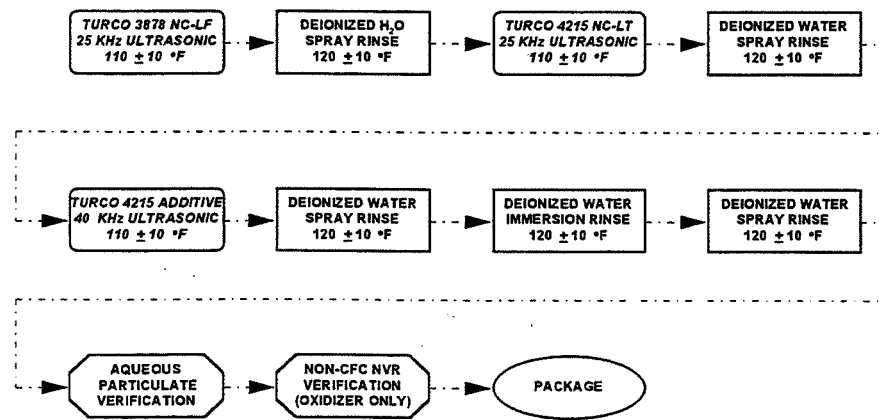 TURCO 3878 NC-LF
25 KHz ULTRASONIC
110 ±10 °F
DEIONIZED H₂O
SPRAY RINSE
120 ±10 °F
TURCO 4215 NC-LT
25 KHz ULTRASONIC
110 ±10 °F
DEIONIZED WATER
SPRAY RINSE
120 ±10 °F
TURCO 4215 ADDITIVE
40 KHz ULTRASONIC
110 ±10 °F
DEIONIZED WATER
SPRAY RINSE
120 ±10 °F
DEIONIZED WATER
IMMERSION RINSE
120 ±10 °F
DEIONIZED WATER
SPRAY RINSE
120 ±10 °F
AQUEOUS
PARTICULATE
VERIFICATION
NON-CFC NVR
VERIFICATION
(OXIDIZER ONLY)
PACKAGE